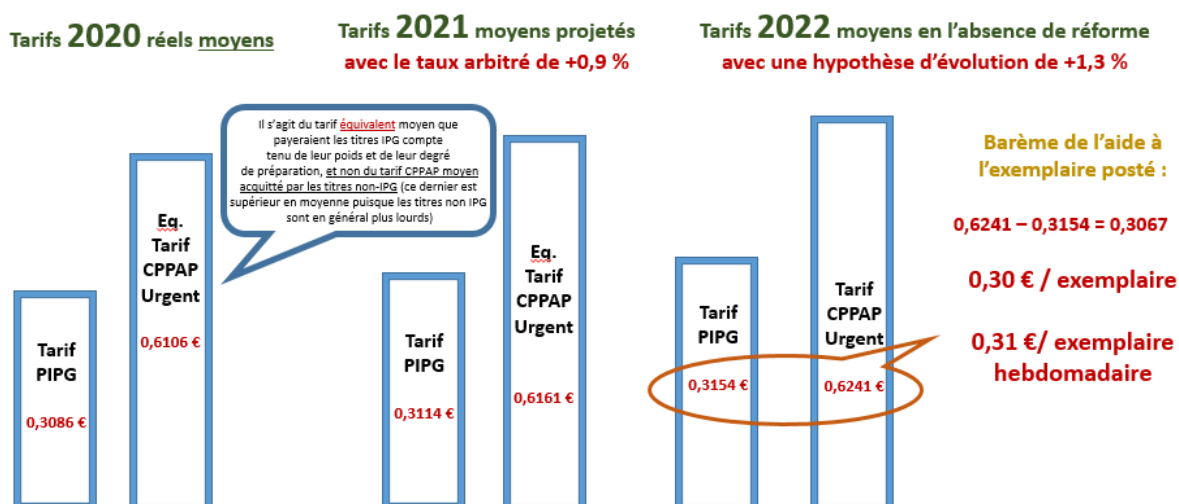 Tarifs 2020 réels moyens
Tarifs 2021 moyens projetés
avec le taux arbitré de +0,9 %
Tarifs 2022 moyens en l'absence de réforme
avec une hypothèse d'évolution de +1,3 %
Il s'agit du tarif équivalent moyen que
payeraient les titres IPG compte
tenu de leur poids et de leur degré
de préparation, et non du tarif CPPAP moyen
acquitté par les titres non-IPG (ce dernier est
supérieur en moyenne puisque les titres non IPG
sont en général plus lourds)
Tarif
PIPG
0,3086 €
Eq.
Tarif
CPPAP
Urgent
0,6106 €
Tarif
PIPG
0,3114 €
Eq.
Tarif
CPPAP
Urgent
0,6161 €
Tarif
PIPG
0,3154 €
Tarif
CPPAP
Urgent
0,6241 €
Barème de l'aide à
l'exemplaire posté :
0,6241 – 0,3154 = 0,3067
0,30 € / exemplaire
0,31 €/ exemplaire
hebdomadaire